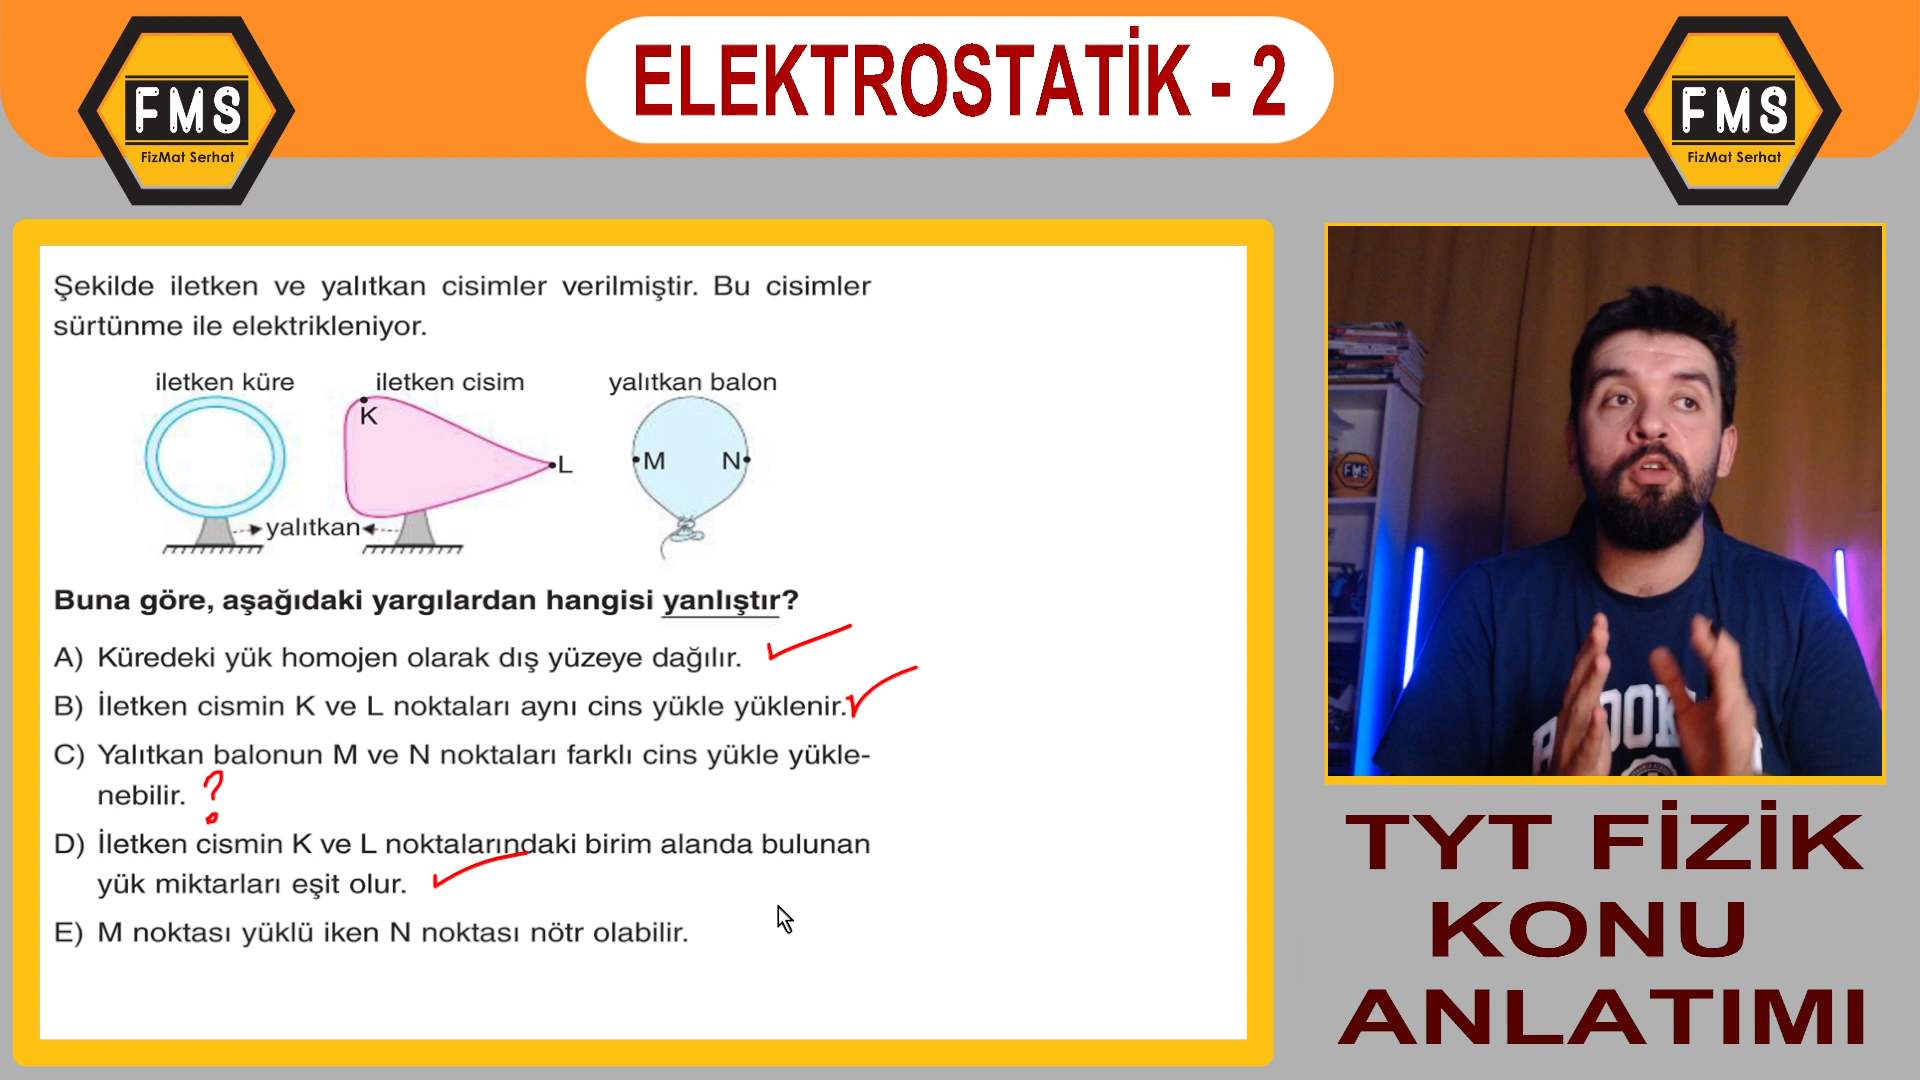 FMS
FizMat Serhat
ELEKTROSTATİK - 2
FMS
FizMat Serhat
Şekilde iletken ve yalıtkan cisimler verilmiştir. Bu cisimler
sürtünme ile elektrikleniyor.
iletken küre
iletken cisim
yalıtkan balon
K
L
M
N
yalıtkan
Buna göre, aşağıdaki yargılardan hangisi yanlıştır?
A) Küredeki yük homojen olarak dış yüzeye dağılır.
B) İletken cismin K ve L noktaları aynı cins yükle yüklenir.
C) Yalıtkan balonun M ve N noktaları farklı cins yükle yükle-
nebilir. ?
D) İletken cismin K ve L noktalarındaki birim alanda bulunan
yük miktarları eşit olur.
E) M noktası yüklü iken N noktası nötr olabilir.
FMS
TYT FİZİK
KONU
ANLATIMI